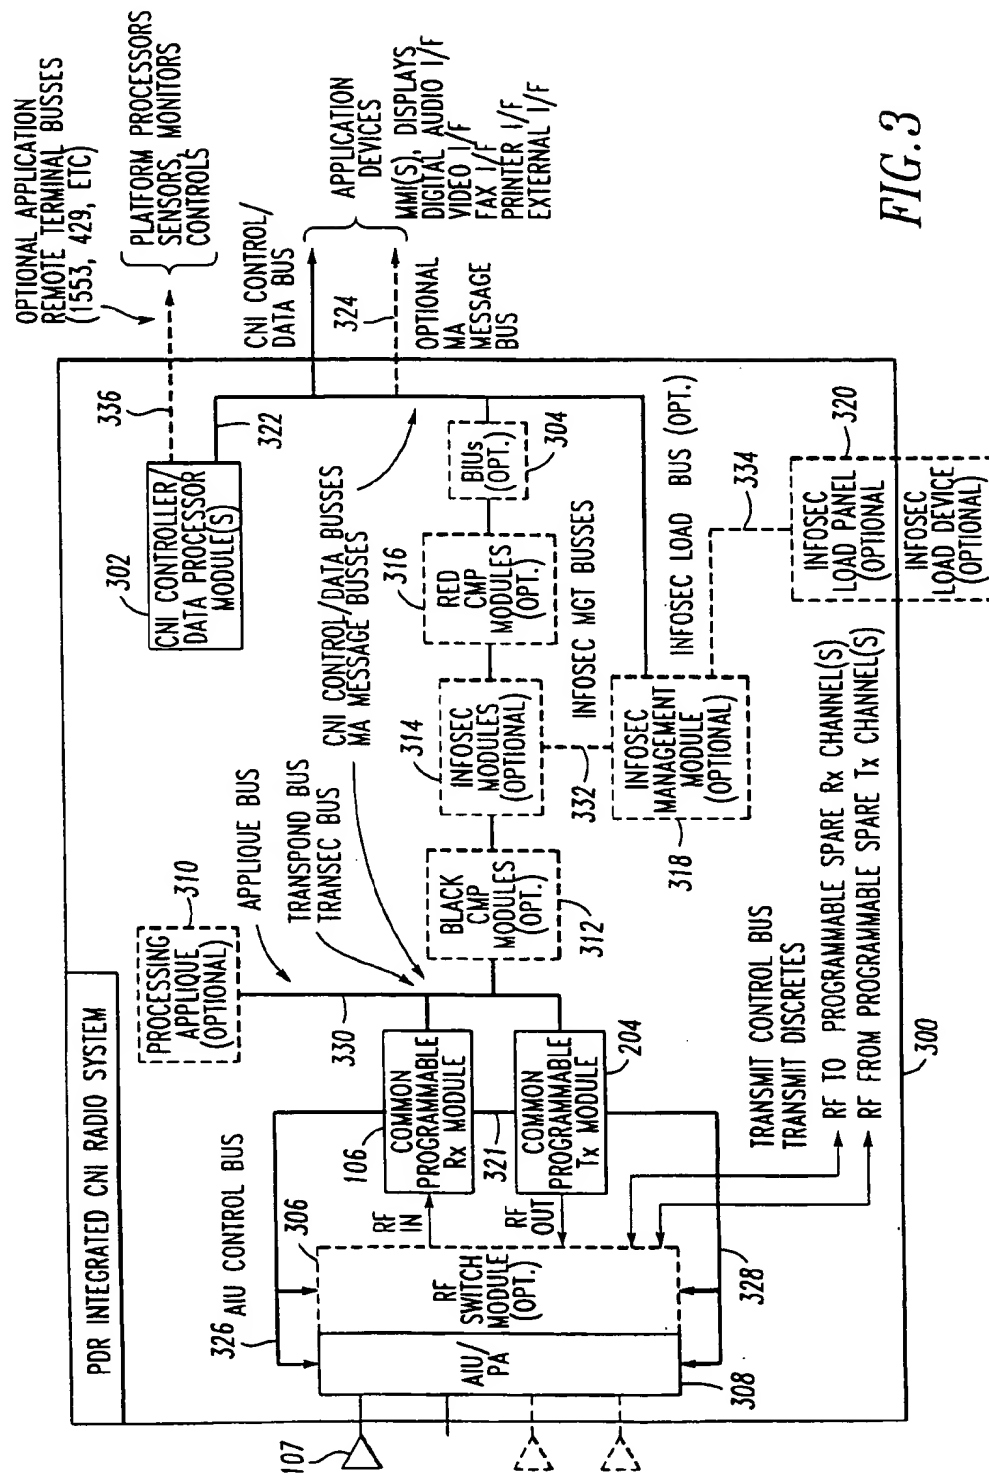 PDR INTEGRATED CNI RADIO SYSTEM
OPTIONAL APPLICATION
REMOTE TERMINAL BUSSES
(1553, 429, ETC)
PLATFORM PROCESSORS
SENSORS, MONITORS
CONTROLS
336
302
CNI CONTROLLER/
DATA PROCESSOR
MODULE(S)
322
CNI CONTROL/
DATA BUS
324
OPTIONAL
MA
MESSAGE
BUS
APPLICATION
DEVICES
MMI(S), DISPLAYS
DIGITAL AUDIO I/F
VIDEO I/F
FAX I/F
PRINTER I/F
EXTERNAL I/F
310
PROCESSING
APPLIQUE
(OPTIONAL)
APPLIQUE BUS
330
TRANSPOND BUS
TRANSEC BUS
CNI CONTROL/DATA BUSSES
MA MESSAGE BUSSES
326
AIU CONTROL BUS
306
106
COMMON
PROGRAMMABLE
Rx MODULE
RF
IN
321
COMMON
PROGRAMMABLE
Tx MODULE
204
RF
OUT
RF
SWITCH
MODULE
(OPT.)
AIU/
PA
107
308
328
BLACK
CMP
MODULES
(OPT.)
312
314
INFOSEC
MODULES
(OPTIONAL)
316
RED
CMP
MODULES
(OPT.)
BIUs
(OPT.)
304
INFOSEC MGT BUSSES
332
INFOSEC
MANAGEMENT
MODULE
(OPTIONAL)
318
INFOSEC LOAD BUS (OPT.)
334
INFOSEC
LOAD PANEL
(OPTIONAL)
320
INFOSEC
LOAD DEVICE
(OPTIONAL)
TRANSMIT CONTROL BUS
TRANSMIT DISCRETES
RF TO PROGRAMMABLE SPARE Rx CHANNEL(S)
RF FROM PROGRAMMABLE SPARE Tx CHANNEL(S)
300
FIG.3